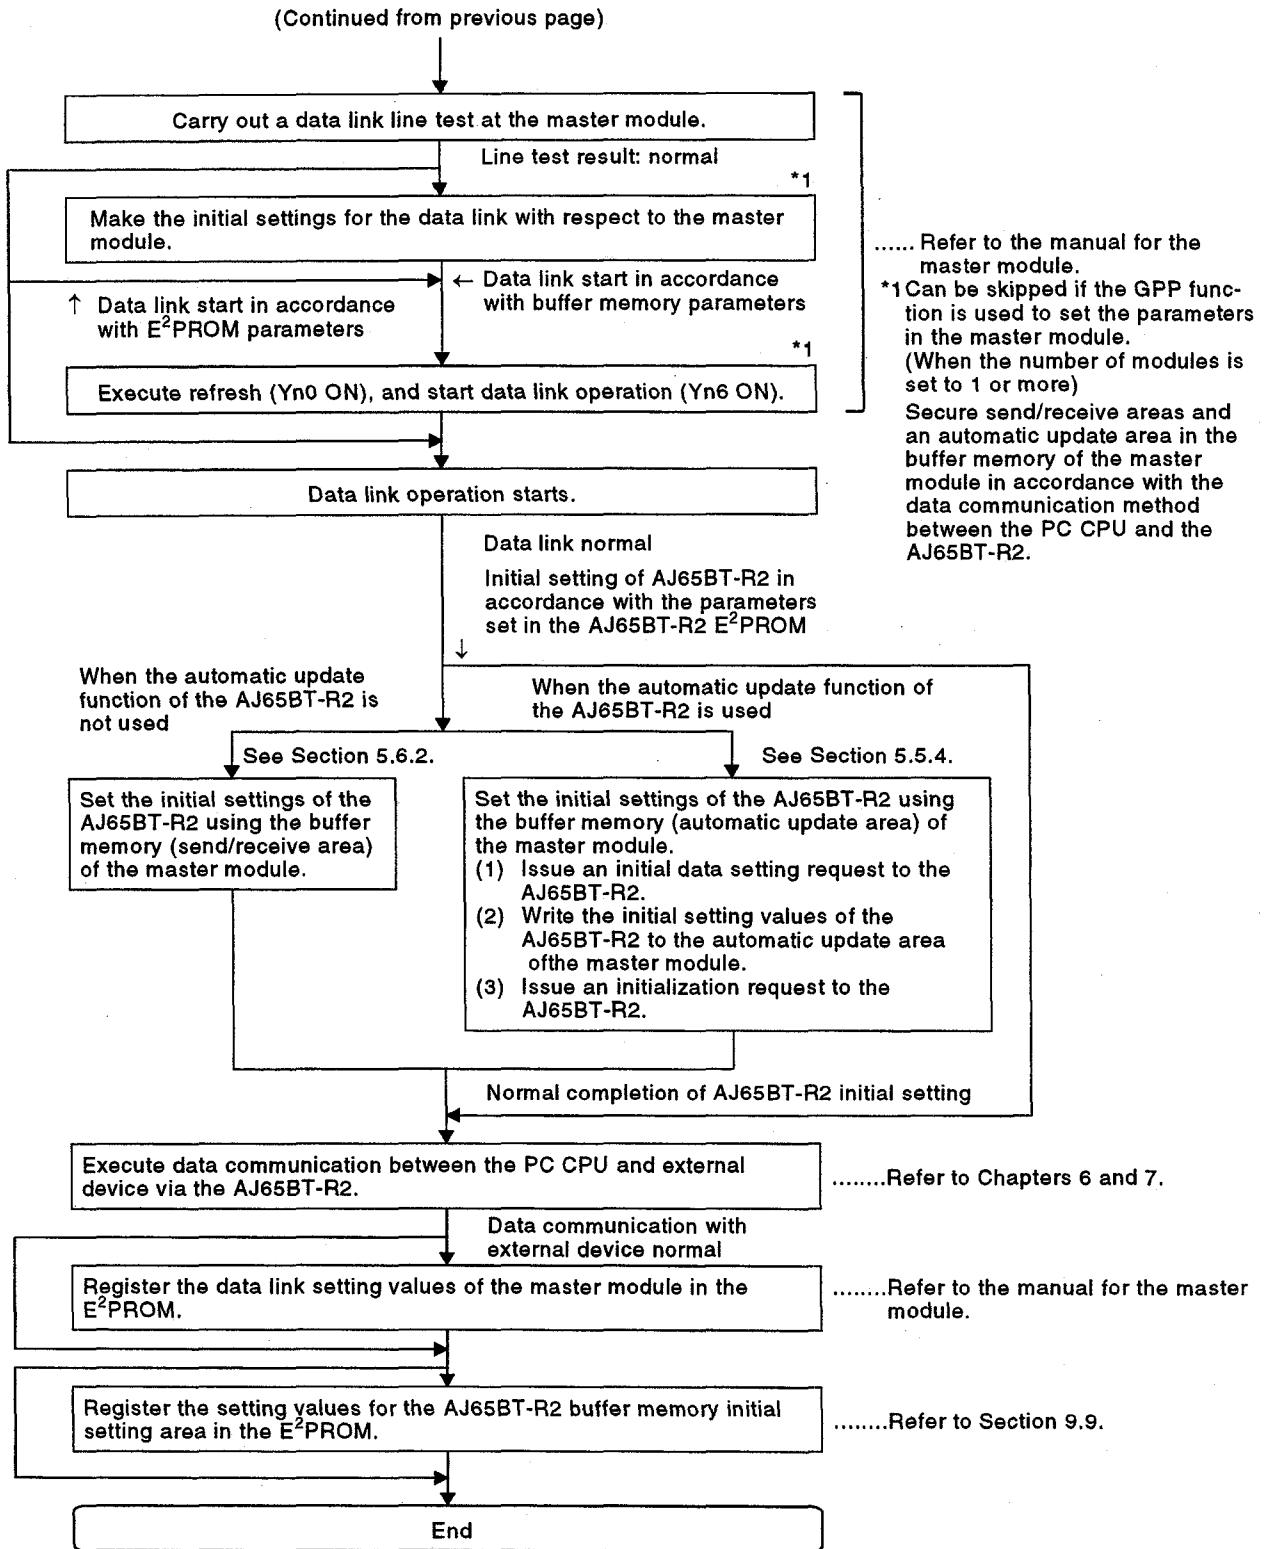 (Continued from previous page)
Carry out a data link line test at the master module.
Line test result: normal
*1
Make the initial settings for the data link with respect to the master
module.
...... Refer to the manual for the
master module.
*1 Can be skipped if the GPP func-
tion is used to set the parameters
in the master module.
(When the number of modules is
set to 1 or more)
Secure send/receive areas and
an automatic update area in the
buffer memory of the master
module in accordance with the
data communication method
between the PC CPU and the
AJ65BT-R2.
← Data link start in accordance
with buffer memory parameters
↑ Data link start in accordance
with E²PROM parameters
*1
Execute refresh (Yn0 ON), and start data link operation (Yn6 ON).
Data link operation starts.
Data link normal
Initial setting of AJ65BT-R2 in
accordance with the parameters
set in the AJ65BT-R2 E²PROM
↓
When the automatic update
function of the AJ65BT-R2 is
not used
When the automatic update function of
the AJ65BT-R2 is used
See Section 5.6.2.
See Section 5.5.4.
Set the initial settings of the
AJ65BT-R2 using the buffer
memory (send/receive area)
of the master module.
Set the initial settings of the AJ65BT-R2 using
the buffer memory (automatic update area) of
the master module.
(1) Issue an initial data setting request to the
AJ65BT-R2.
(2) Write the initial setting values of the
AJ65BT-R2 to the automatic update area
ofthe master module.
(3) Issue an initialization request to the
AJ65BT-R2.
Normal completion of AJ65BT-R2 initial setting
Execute data communication between the PC CPU and external
device via the AJ65BT-R2.
........Refer to Chapters 6 and 7.
Data communication with
external device normal
Register the data link setting values of the master module in the
E²PROM.
........Refer to the manual for the master
module.
Register the setting values for the AJ65BT-R2 buffer memory initial
setting area in the E²PROM.
........Refer to Section 9.9.
End